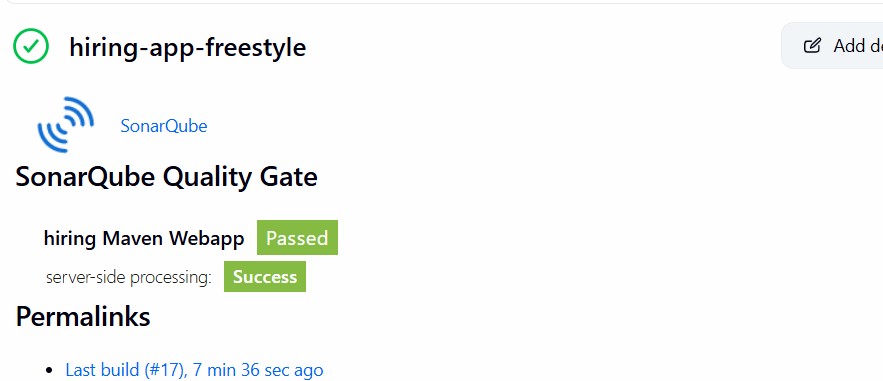 hiring-app-freestyle
Add
SonarQube
SonarQube Quality Gate
hiring Maven Webapp Passed
server-side processing: Success
Permalinks
Last build (#17), 7 min 36 sec ago